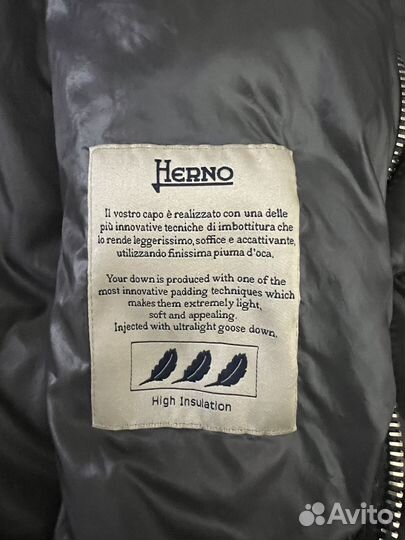 HERNO
Il vostro capo è realizzato con una delle
più innovative tecniche di imbottitura che
lo rende leggerissimo, soffice e accattivante,
utilizzando finissima piuma d'oca.
Your down is produced with one of the
most innovative padding techniques which
makes them extremely light,
soft and appealing.
Injected with ultralight goose down.
High Insulation
Avito